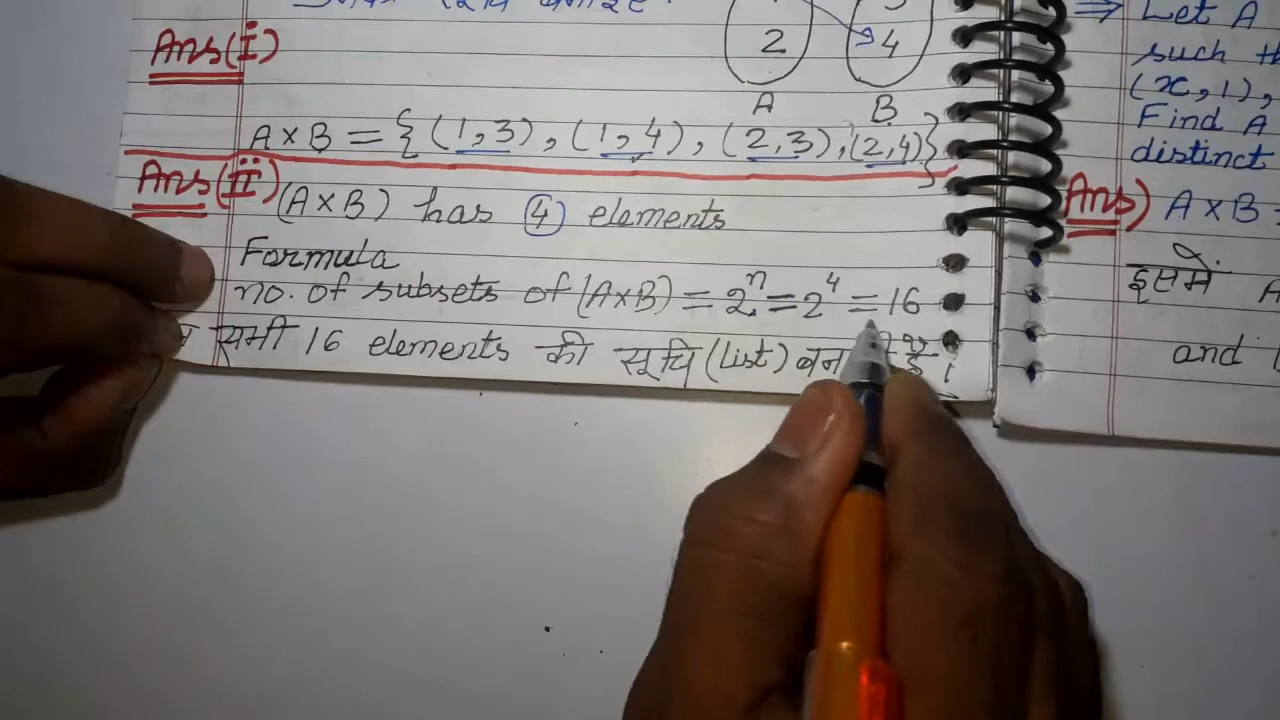 Ans(i)
2 4
A B
A × B = {(1,3), (1,4), (2,3), (2,4)}
Ans(ii) (A×B) has 4 elements
Formula
no. of subsets of (A×B) = 2ⁿ = 2⁴ = 16
सभी 16 elements की सूचि (List)
⇒ Let A
such th
(x,1),
Find A
distinct
Ans) A × B =
इसमे A
and